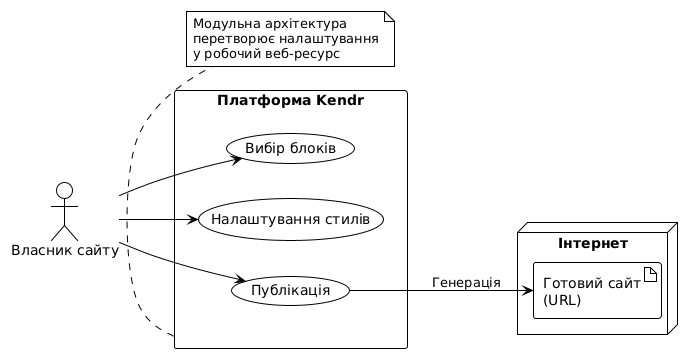 Модульна архітектура
перетворює налаштування
у робочий веб-ресурс
Платформа Kendr
Вибір блоків
Налаштування стилів
Власник сайту
Публікація
Генерація
Інтернет
Готовий сайт
(URL)